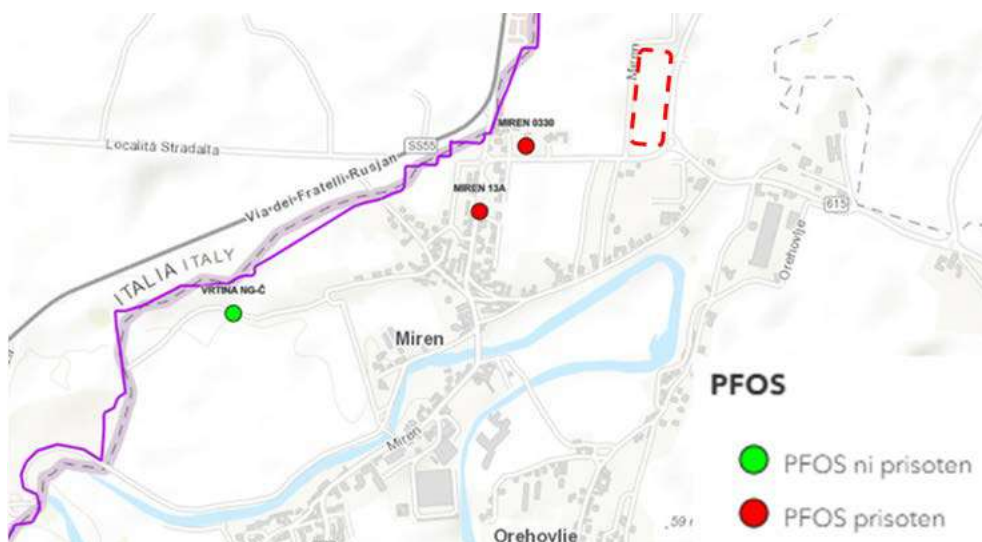 Miren
MIREN 0330
Località Stradalta
SS55
Via dei Fratelli Rusjan
MIREN 13A
615
Orehovlje
ITALIA ITALY
VRTINA NG-Č
Miren
Miren
Orehovlje
59
PFOS
PFOS ni prisoten
PFOS prisoten